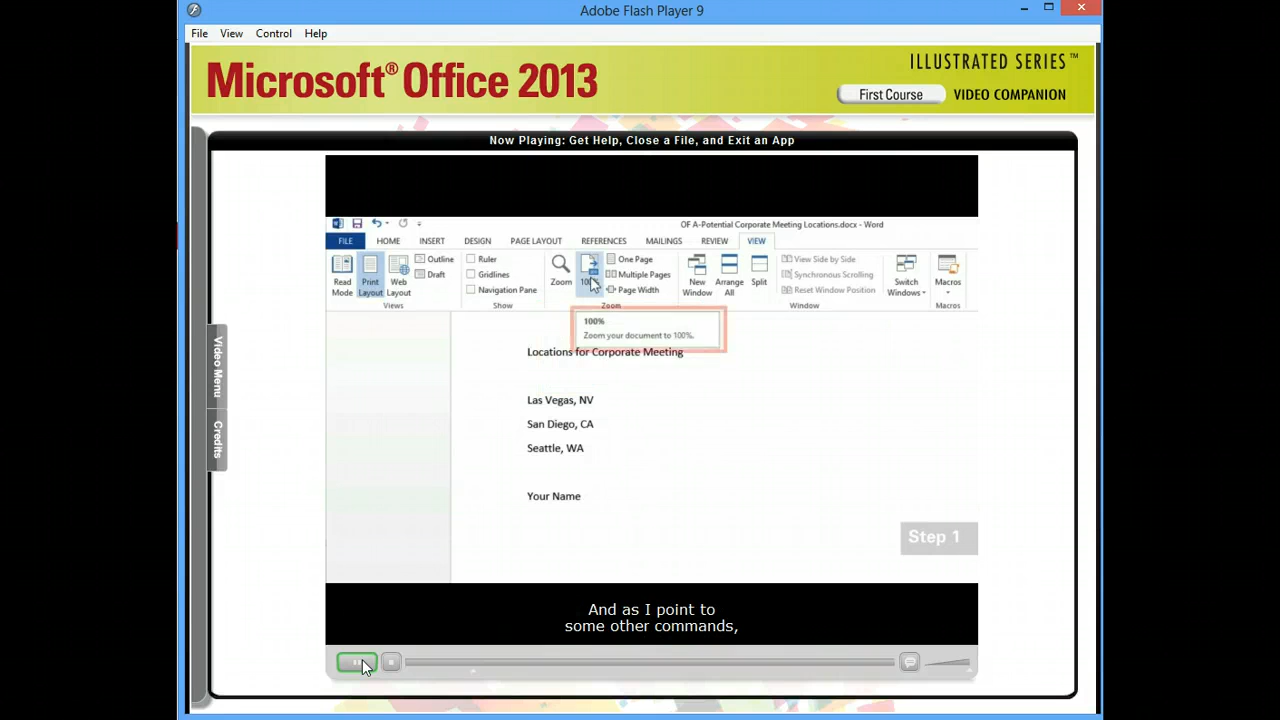 Adobe Flash Player 9
File View Control Help
Microsoft® Office 2013
ILLUSTRATED SERIES™
First Course VIDEO COMPANION
Now Playing: Get Help, Close a File, and Exit an App
OF A-Potential Corporate Meeting Locations.docx - Word
FILE HOME INSERT DESIGN PAGE LAYOUT REFERENCES MAILINGS REVIEW VIEW
Read Mode
Print Layout
Web Layout
Outline
Draft
Views
Ruler
Gridlines
Navigation Pane
Show
Zoom
One Page
Multiple Pages
Page Width
Zoom
New Window
Arrange All
Split
View Side by Side
Synchronous Scrolling
Reset Window Position
Window
Switch Windows
Macros
Macros
100%
Zoom your document to 100%.
Locations for Corporate Meeting
Las Vegas, NV
San Diego, CA
Seattle, WA
Your Name
Step 1
Video Menu
Credits
And as I point to
some other commands,